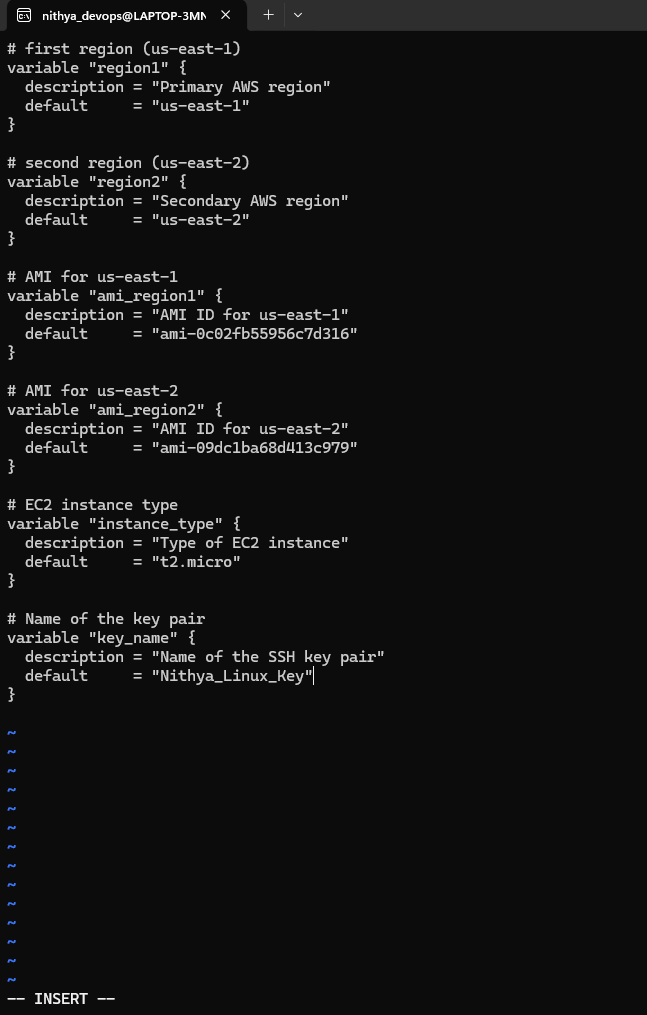 nithya_devops@LAPTOP-3MN
# first region (us-east-1)
variable "region1" {
  description = "Primary AWS region"
  default     = "us-east-1"
}

# second region (us-east-2)
variable "region2" {
  description = "Secondary AWS region"
  default     = "us-east-2"
}

# AMI for us-east-1
variable "ami_region1" {
  description = "AMI ID for us-east-1"
  default     = "ami-0c02fb55956c7d316"
}

# AMI for us-east-2
variable "ami_region2" {
  description = "AMI ID for us-east-2"
  default     = "ami-09dc1ba68d413c979"
}

# EC2 instance type
variable "instance_type" {
  description = "Type of EC2 instance"
  default     = "t2.micro"
}

# Name of the key pair
variable "key_name" {
  description = "Name of the SSH key pair"
  default     = "Nithya_Linux_Key"
}

~
~
~
~
~
~
~
~
~
~
~
~
~
~
-- INSERT --